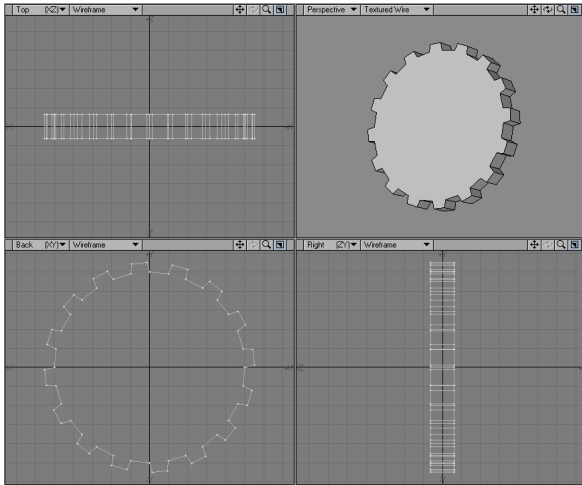 Top (XZ) Wireframe
Perspective Textured Wire
Back (XY) Wireframe
Right (ZY) Wireframe